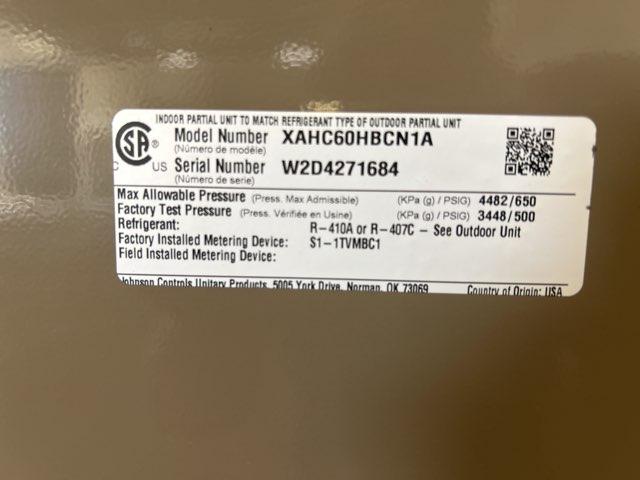 INDOOR PARTIAL UNIT TO MATCH REFRIGERANT TYPE OF OUTDOOR PARTIAL UNIT
SA ®
C US
Model Number XAHC60HBCN1A
(Número de modéle)
Serial Number W2D4271684
(Número de serie)
Max Allowable Pressure (Press. Max Admissible) (KPa (g) / PSIG) 4482/650
Factory Test Pressure (Press. Vérifiée en Usine) (KPa (g) / PSIG) 3448/500
Refrigerant: R-410A or R-407C - See Outdoor Unit
Factory Installed Metering Device: S1-1TVMBC1
Field Installed Metering Device:
Johnson Controls Unitary Products, 5005 York Drive, Norman, OK 73069 Country of Origin: USA